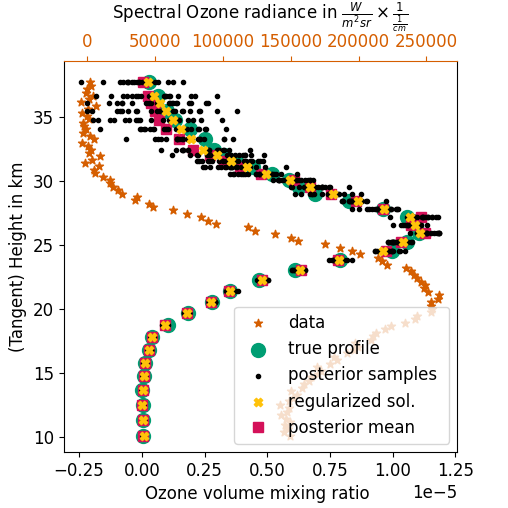 Spectral Ozone radiance in $\frac{W}{m^2 sr} \times \frac{1}{\frac{1}{cm}}$
0 50000 100000 150000 200000 250000
(Tangent) Height in km
35
30
25
20
15
10
data
true profile
posterior samples
regularized sol.
posterior mean
−0.25 0.00 0.25 0.50 0.75 1.00 1.25
Ozone volume mixing ratio
1e−5